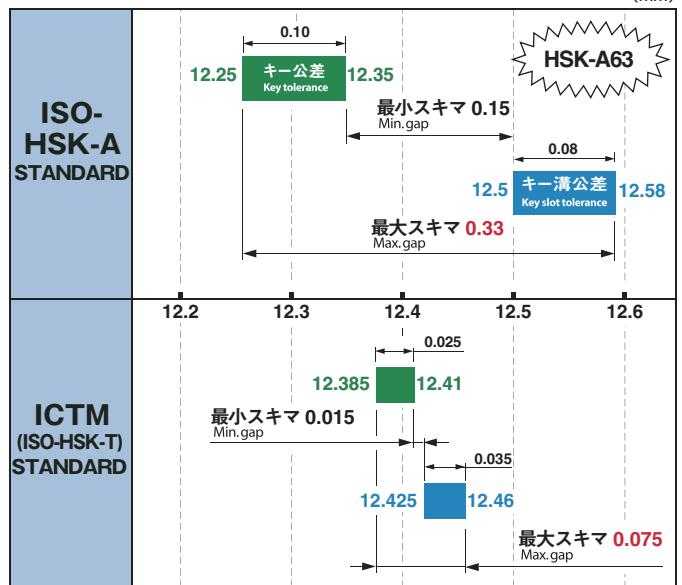 (mm)
0.10
HSK-A63
12.25
キー公差
Key tolerance
12.35
ISO-
HSK-A
STANDARD
最小スキマ 0.15
Min.gap
0.08
12.5
キー溝公差
Key slot tolerance
12.58
最大スキマ 0.33
Max.gap
12.2
12.3
12.4
12.5
12.6
0.025
12.385
12.41
ICTM
(ISO-HSK-T)
STANDARD
最小スキマ 0.015
Min.gap
0.035
12.425
12.46
最大スキマ 0.075
Max.gap